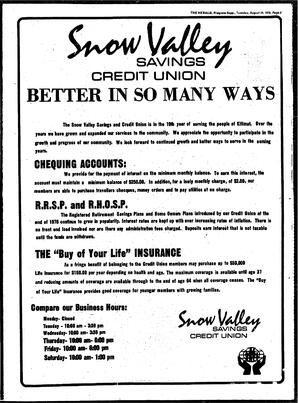 THE HERALD, Progress Supp., Tuesday, August 29, 1978, Page
Snow Valley
SAVINGS
CREDIT UNION
BETTER IN SO MANY WAYS
The Snow Valley Savings and Credit Union is in the 19th year of serving the people of Kitimat. Over the
years we have grown and expanded our services to the community. We appreciate the opportunity to participate in the
growth and progress of our community. We look forward to continued growth and better ways to serve in the coming
years.
CHEQUING ACCOUNTS:
We provide for the payment of interest on the minimum monthly balance. To earn this interest, the
account must maintain a minimum balance of $250.00. In addition, for a lowly monthly charge, of $2.00, our
members are able to purchase travellers cheques, money orders and to pay utilities at no charge.
R.R.S.P. and R.H.O.S.P.
The Registered Retirement Savings Plans and Home Owners Plans introduced by our Credit Union at the
end of 1976 continue to grow in popularity. Interest rates are kept up with ever increasing rates of inflation. There is
no front end load involved nor are there any administration fees charged. Deposits earn interest that is not taxable
until the funds are withdrawn.
THE "Buy of Your Life" INSURANCE
As a fringe benefit of belonging to the Credit Union members may purchase up to $50,000
Life Insurance for $150.00 per year depending on health and age. The maximum coverage is available until age
and reducing amounts of coverage are available through to the end of age 64 when all coverage ceases. The "Buy
of Your Life" Insurance provides good coverage for younger members with growing families.
Compare our Business Hours:
Monday- Closed
Tuesday - 10:00 am - 3:30 pm
Wednesday- 10:00 am- 3:30 pm
Thursday- 10:00 am- 6:00 pm
Friday- 10:00 am- 6:00 pm
Saturday- 10:00 am- 1:00 pm
Snow Valley
SAVINGS
CREDIT UNION